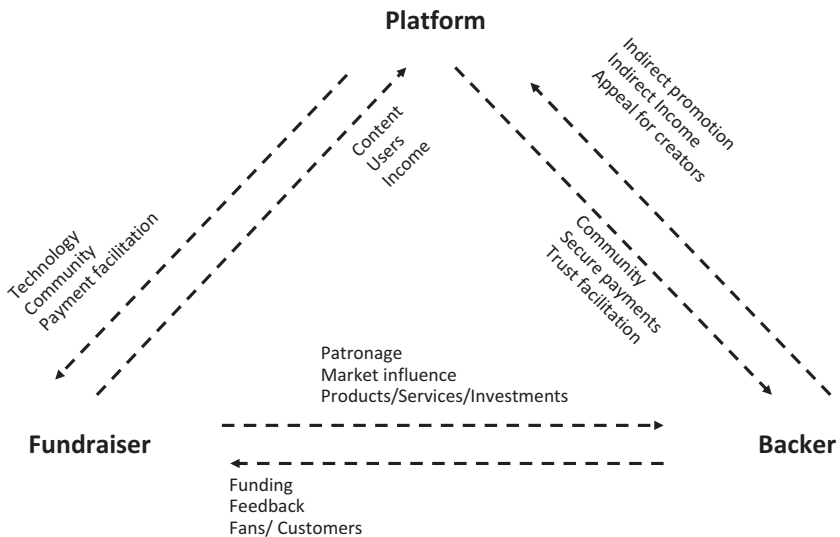 Platform
Indirect promotion
Indirect Income
Appeal for creators
Content
Users
Income
Technology
Community
Payment facilitation
Community
Secure payments
Trust facilitation
Patronage
Market influence
Products/Services/Investments
Fundraiser
Backer
Funding
Feedback
Fans/ Customers